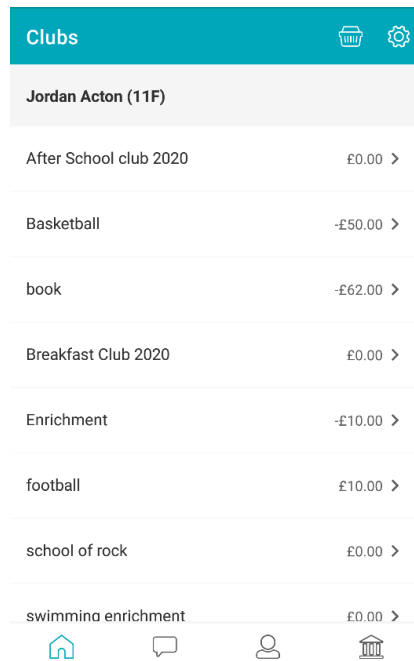 Clubs
Jordan Acton (11F)
After School club 2020 £0.00
Basketball -£50.00
book -£62.00
Breakfast Club 2020 £0.00
Enrichment -£10.00
football £10.00
school of rock £0.00
swimming enrichment £0.00